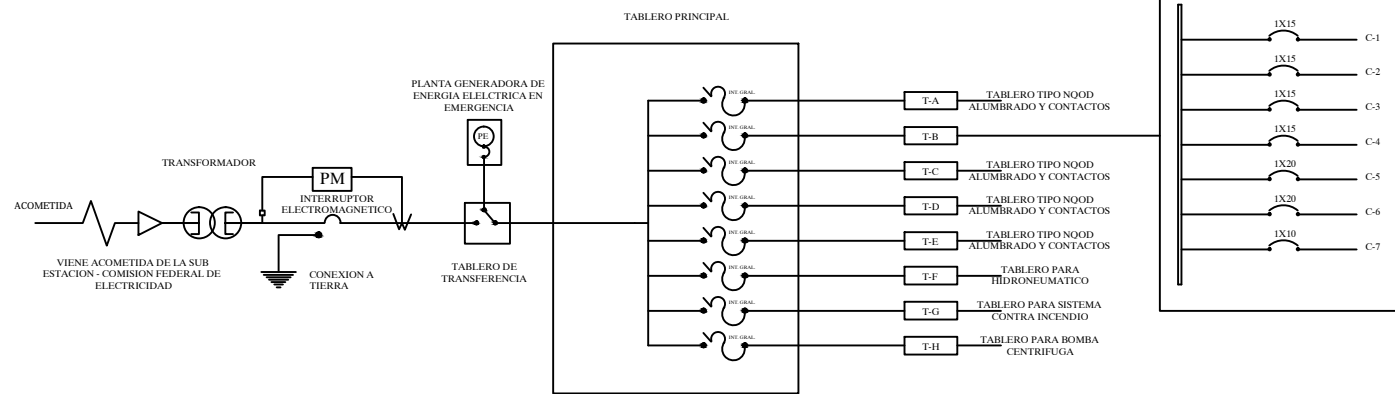 ACOMETIDA
VIENE ACOMETIDA DE LA SUB
ESTACION - COMISION FEDERAL DE
ELECTRICIDAD
TRANSFORMADOR
PM
INTERRUPTOR
ELECTROMAGNETICO
CONEXION A
TIERRA
PLANTA GENERADORA DE
ENERGIA ELELCTRICA EN
EMERGENCIA
PE
TABLERO DE
TRANSFERENCIA
TABLERO PRINCIPAL
INT. GRAL.
T-A
TABLERO TIPO NQOD
ALUMBRADO Y CONTACTOS
INT. GRAL.
T-B
INT. GRAL.
T-C
TABLERO TIPO NQOD
ALUMBRADO Y CONTACTOS
INT. GRAL.
T-D
TABLERO TIPO NQOD
ALUMBRADO Y CONTACTOS
INT. GRAL.
T-E
TABLERO TIPO NQOD
ALUMBRADO Y CONTACTOS
INT. GRAL.
T-F
TABLERO PARA
HIDRONEUMATICO
INT. GRAL.
T-G
TABLERO PARA SISTEMA
CONTRA INCENDIO
INT. GRAL.
T-H
TABLERO PARA BOMBA
CENTRIFUGA
1X15
C-1
1X15
C-2
1X15
C-3
1X15
C-4
1X20
C-5
1X20
C-6
1X10
C-7